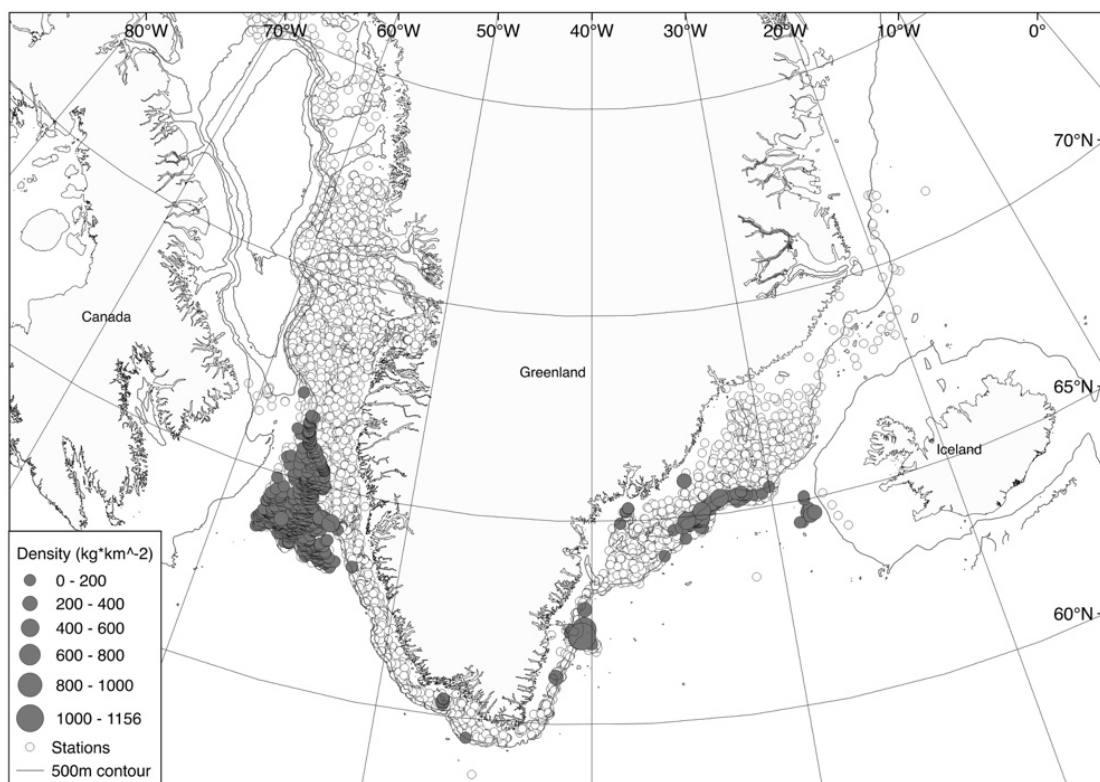 80°W 70°W 60°W 50°W 40°W 30°W 20°W 10°W 0°
70°N
Canada
Greenland
65°N
Iceland
60°N
Density (kg*km^-2)
0 - 200
200 - 400
400 - 600
600 - 800
800 - 1000
1000 - 1156
Stations
500m contour